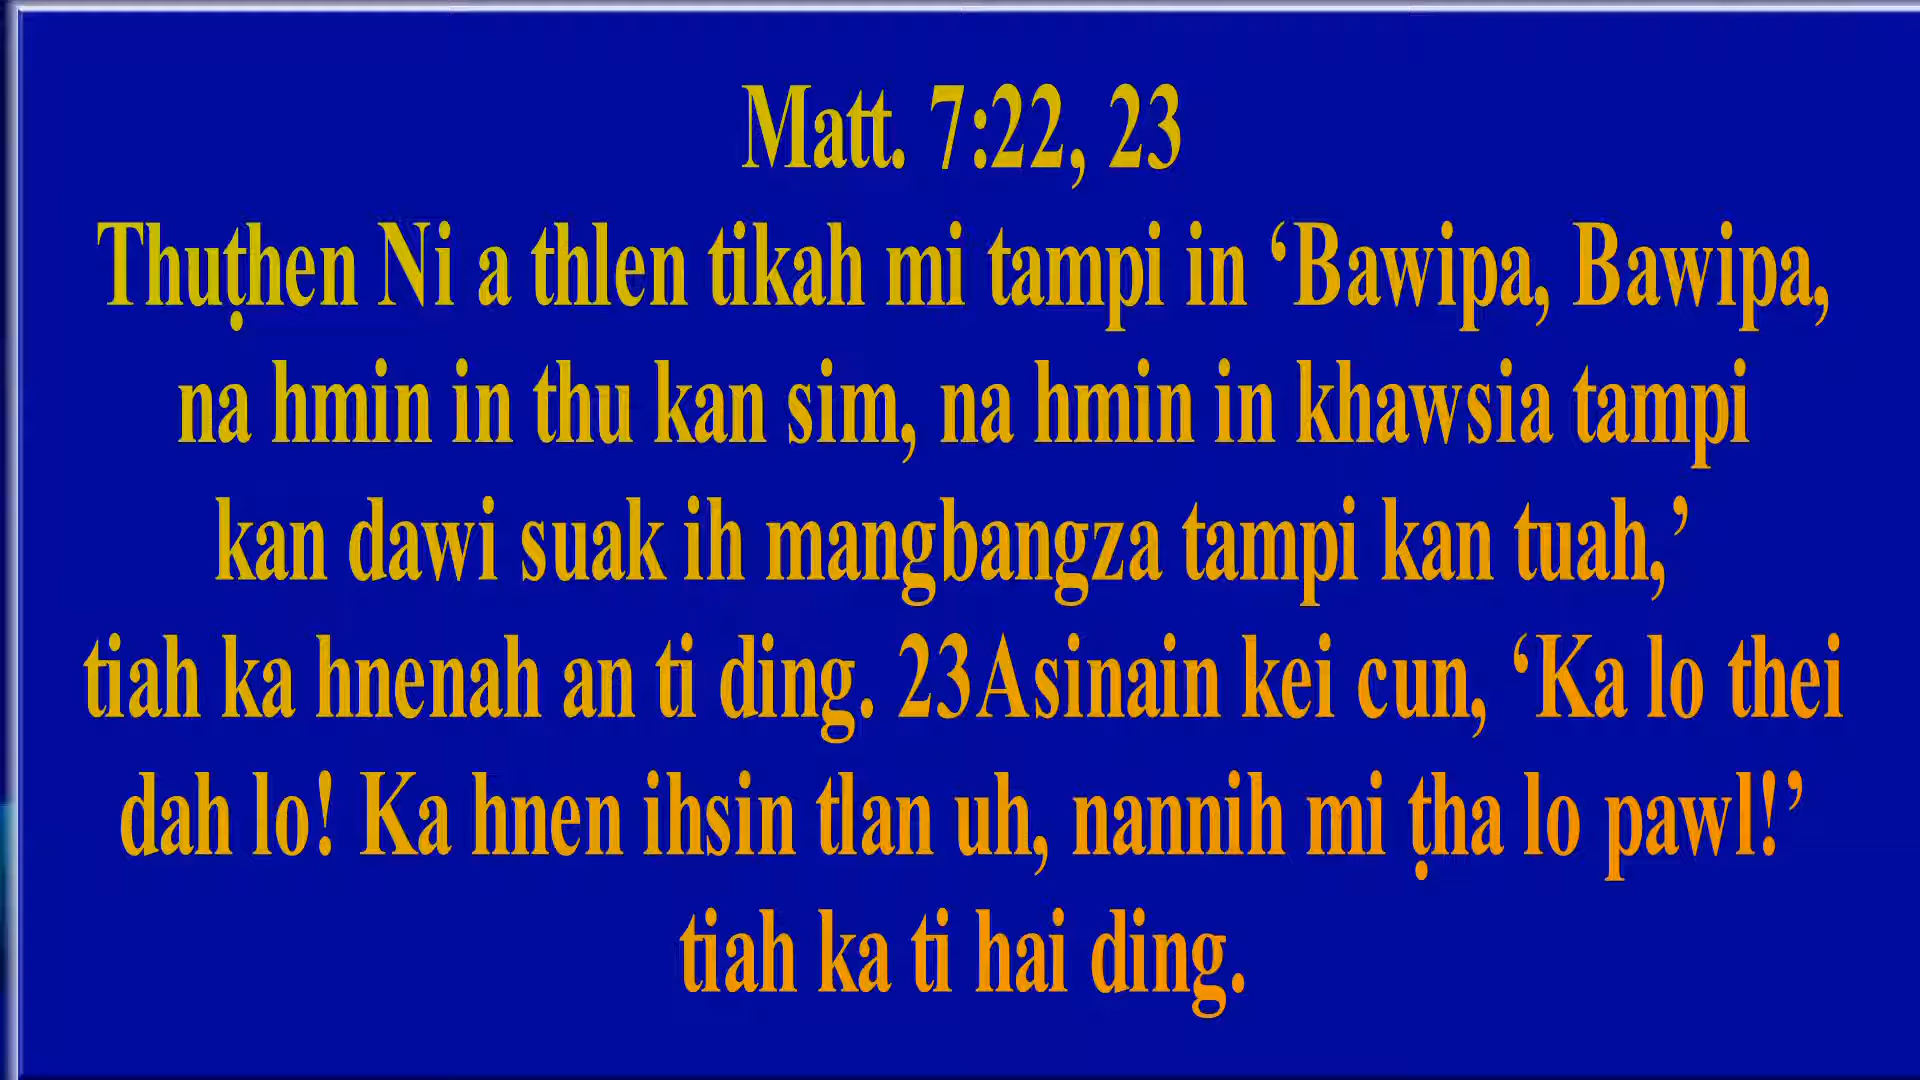 Matt. 7:22, 23
Thuṭhen Ni a thlen tikah mi tampi in ‘Bawipa, Bawipa,
na hmin in thu kan sim, na hmin in khawsia tampi
kan dawi suak ih mangbangza tampi kan tuah,’
tiah ka hnenah an ti ding. 23Asinain kei cun, ‘Ka lo thei
dah lo! Ka hnen ihsin tlan uh, nannih mi ṭha lo pawl!’
tiah ka ti hai ding.